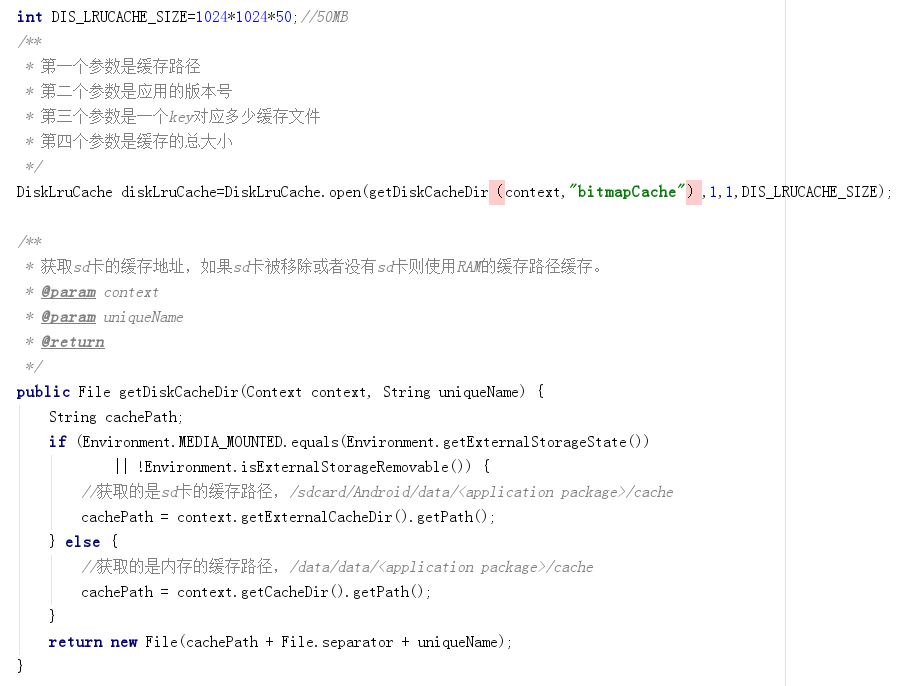 int DIS_LRUCACHE_SIZE=1024*1024*50;//50MB
/**
* 第一个参数是缓存路径
* 第二个参数是应用的版本号
* 第三个参数是一个key对应多少缓存文件
* 第四个参数是缓存的总大小
*/
DiskLruCache diskLruCache=DiskLruCache.open(getDiskCacheDir（context,"bitmapCache"）,1,1,DIS_LRUCACHE_SIZE);
/**
* 获取sd卡的缓存地址，如果sd卡被移除或者没有sd卡则使用RAM的缓存路径缓存。
* @param context
* @param uniqueName
* @return
*/
public File getDiskCacheDir(Context context, String uniqueName) {
String cachePath;
if (Environment.MEDIA_MOUNTED.equals(Environment.getExternalStorageState())
|| !Environment.isExternalStorageRemovable()) {
//获取的是sd卡的缓存路径，/sdcard/Android/data/<application package>/cache
cachePath = context.getExternalCacheDir().getPath();
} else {
//获取的是内存的缓存路径，/data/data/<application package>/cache
cachePath = context.getCacheDir().getPath();
}
return new File(cachePath + File.separator + uniqueName);
}